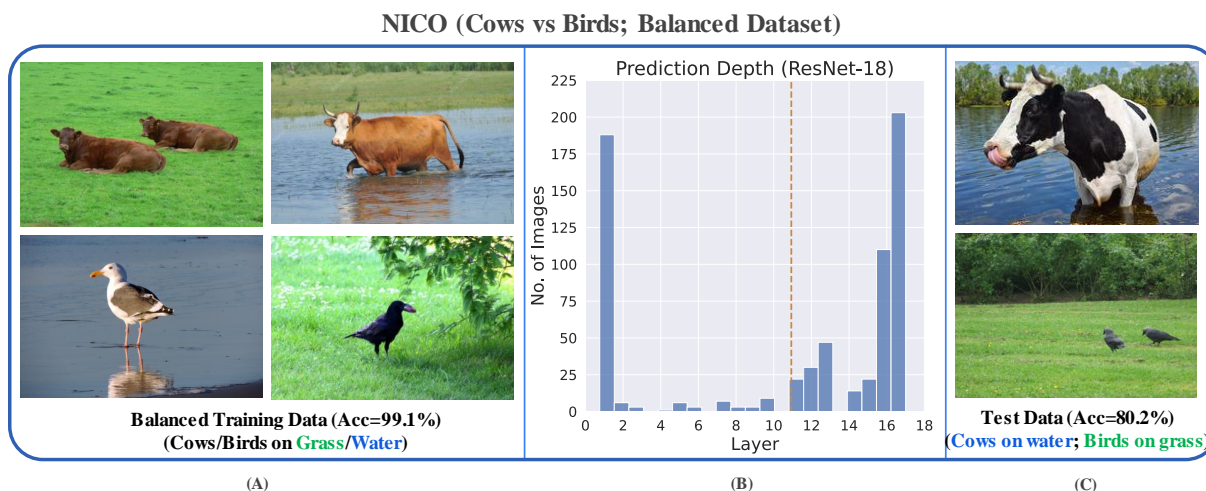 NICO (Cows vs Birds; Balanced Dataset)
Balanced Training Data (Acc=99.1%)
(Cows/Birds on Grass/Water)
(A)
Prediction Depth (ResNet-18)
No. of Images
225
200
175
150
125
100
75
50
25
0
0 2 4 6 8 10 12 14 16 18
Layer
(B)
Test Data (Acc=80.2%)
(Cows on water; Birds on grass)
(C)